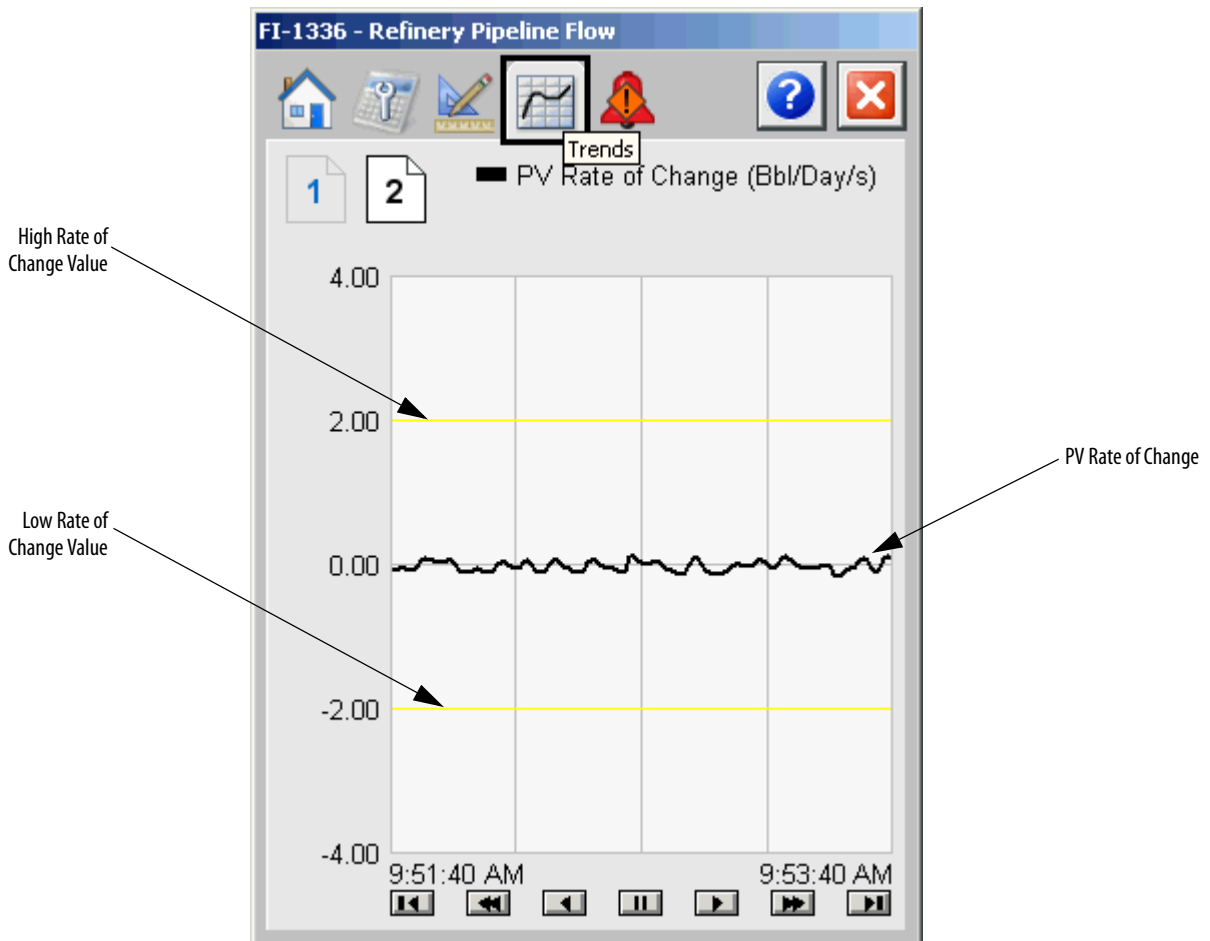 FI-1336 - Refinery Pipeline Flow
?
Trends
1
2
PV Rate of Change (Bbl/Day/s)
High Rate of
Change Value
4.00
2.00
PV Rate of Change
Low Rate of
Change Value
0.00
-2.00
-4.00
9:51:40 AM
9:53:40 AM